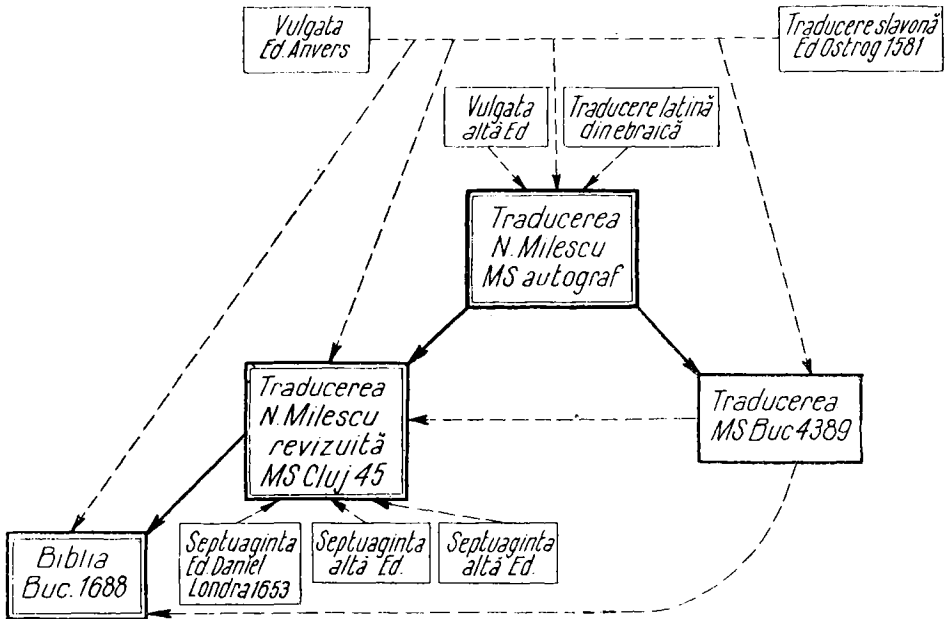 Vulgata
Ed. Anvers
Traducere slavonă
Ed Ostrog 1581
Vulgata
altă Ed
Traducere latină
din ebraică
Traducerea
N. Milescu
MS autograf
Traducerea
N. Milescu
revizuită
MS Cluj 45
Traducerea
MS Buc 4389
Biblia
Buc. 1688
Septuaginta
Ed. Daniel
Londra 1653
Septuaginta
altă Ed.
Septuaginta
altă Ed.